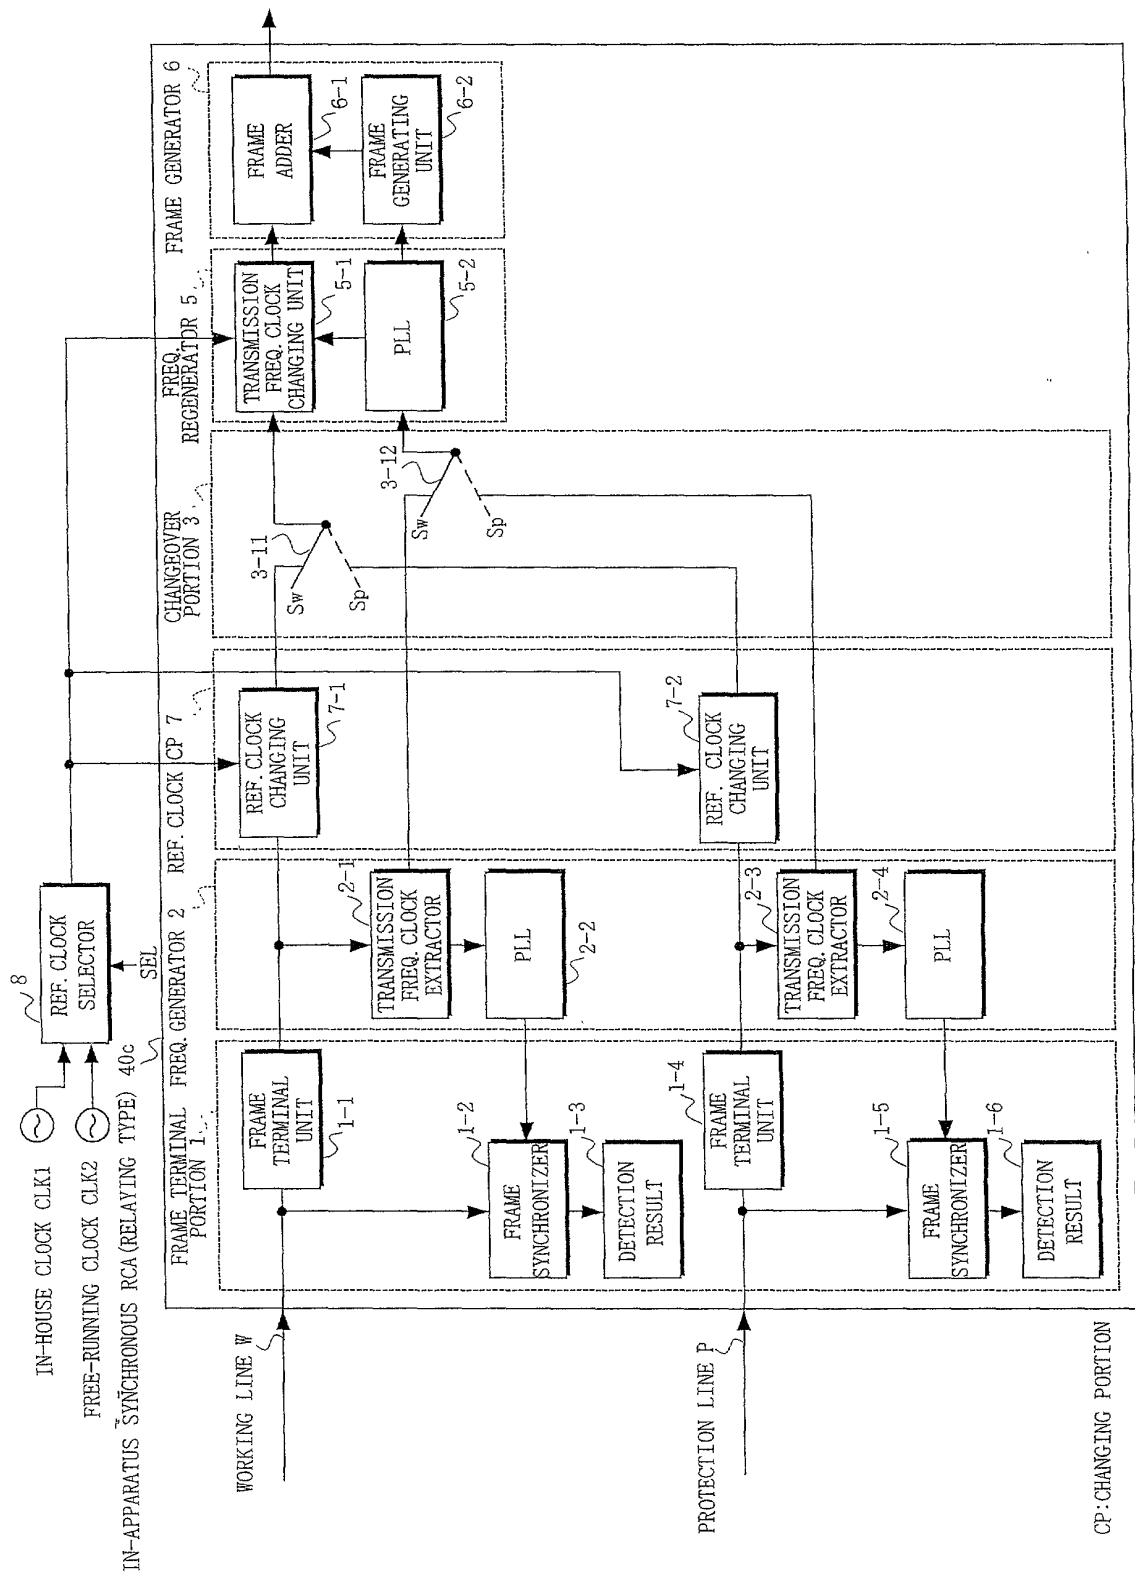 IN-HOUSE CLOCK CLK1
FREE-RUNNING CLOCK CLK2
8
REF. CLOCK
SELECTOR
SEL
IN-APPARATUS SYNCHRONOUS RCA(RELAYING TYPE) 40c
FRAME TERMINAL
PORTION 1
FREQ. GENERATOR 2
REF. CLOCK CP 7
CHANGEOVER
PORTION 3
FREQ.
REGENERATOR 5
FRAME GENERATOR 6
WORKING LINE W
FRAME
TERMINAL
UNIT
1-1
REF. CLOCK
CHANGING
UNIT
7-1
3-11
Sw
Sp
TRANSMISSION
FREQ. CLOCK
CHANGING UNIT
5-1
FRAME
ADDER
6-1
2-1
TRANSMISSION
FREQ. CLOCK
EXTRACTOR
3-12
Sw
Sp
PLL
5-2
FRAME
GENERATING
UNIT
6-2
1-2
FRAME
SYNCHRONIZER
PLL
2-2
1-3
DETECTION
RESULT
PROTECTION LINE P
1-4
FRAME
TERMINAL
UNIT
7-2
REF. CLOCK
CHANGING
UNIT
2-3
TRANSMISSION
FREQ. CLOCK
EXTRACTOR
1-5
FRAME
SYNCHRONIZER
2-4
PLL
1-6
DETECTION
RESULT
CP:CHANGING PORTION